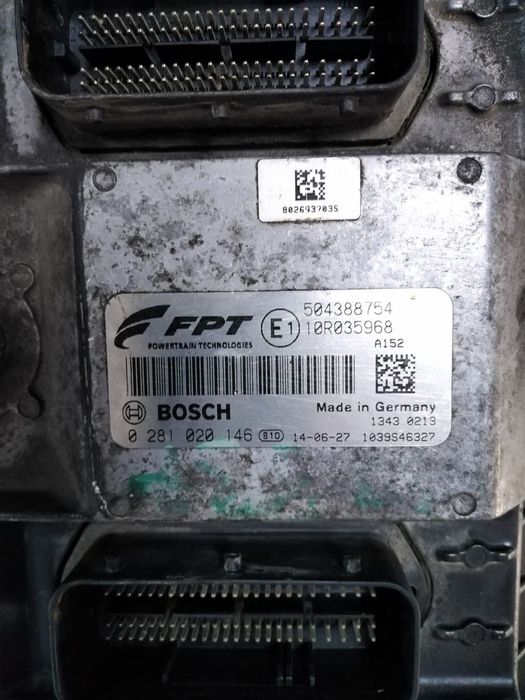 8026937035
504388754
FPT
POWERTRAIN TECHNOLOGIES
E1 10R035968
A152
BOSCH
Made in Germany
1343 0213
0 281 020 146 810 14-06-27 1039S46327